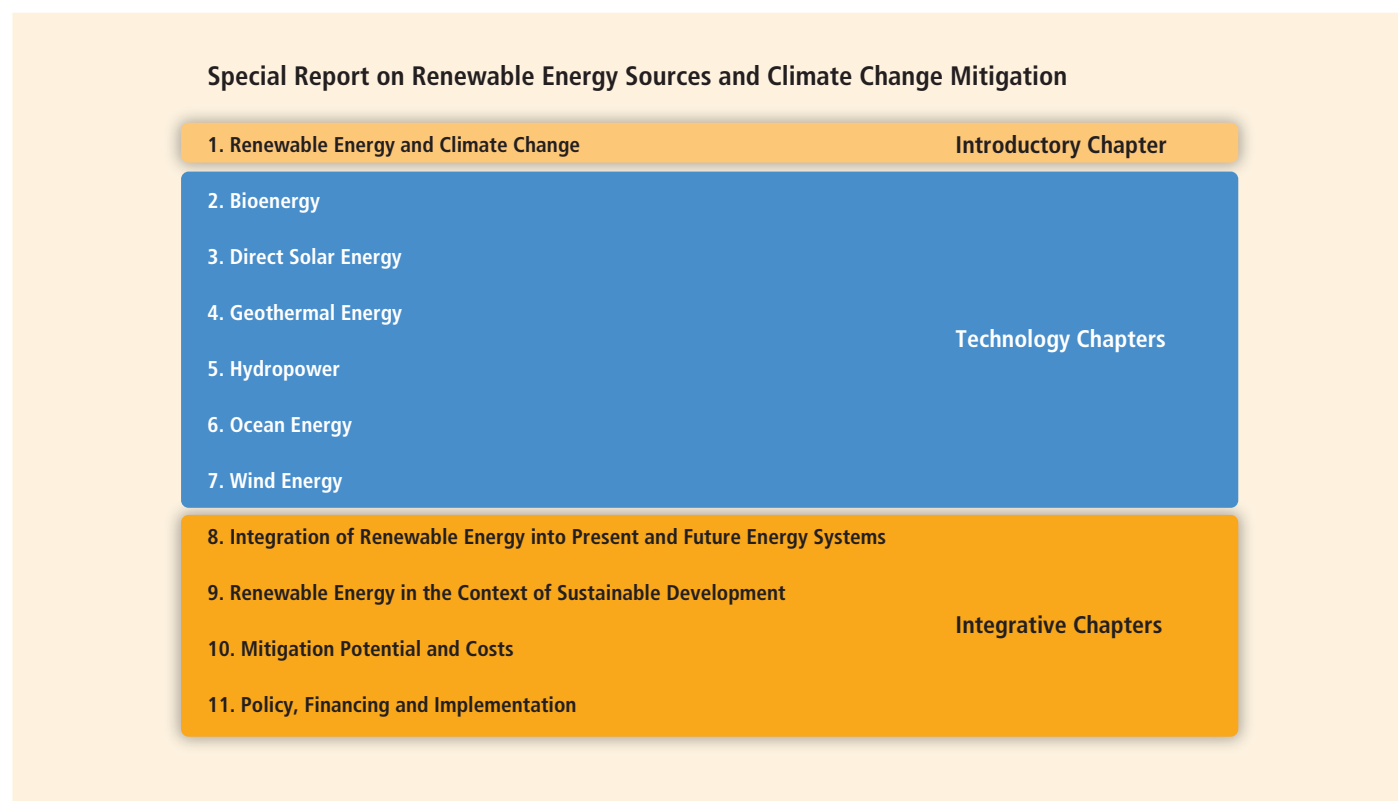 Special Report on Renewable Energy Sources and Climate Change Mitigation
1. Renewable Energy and Climate Change
Introductory Chapter
2. Bioenergy
3. Direct Solar Energy
4. Geothermal Energy
Technology Chapters
5. Hydropower
6. Ocean Energy
7. Wind Energy
8. Integration of Renewable Energy into Present and Future Energy Systems
9. Renewable Energy in the Context of Sustainable Development
Integrative Chapters
10. Mitigation Potential and Costs
11. Policy, Financing and Implementation